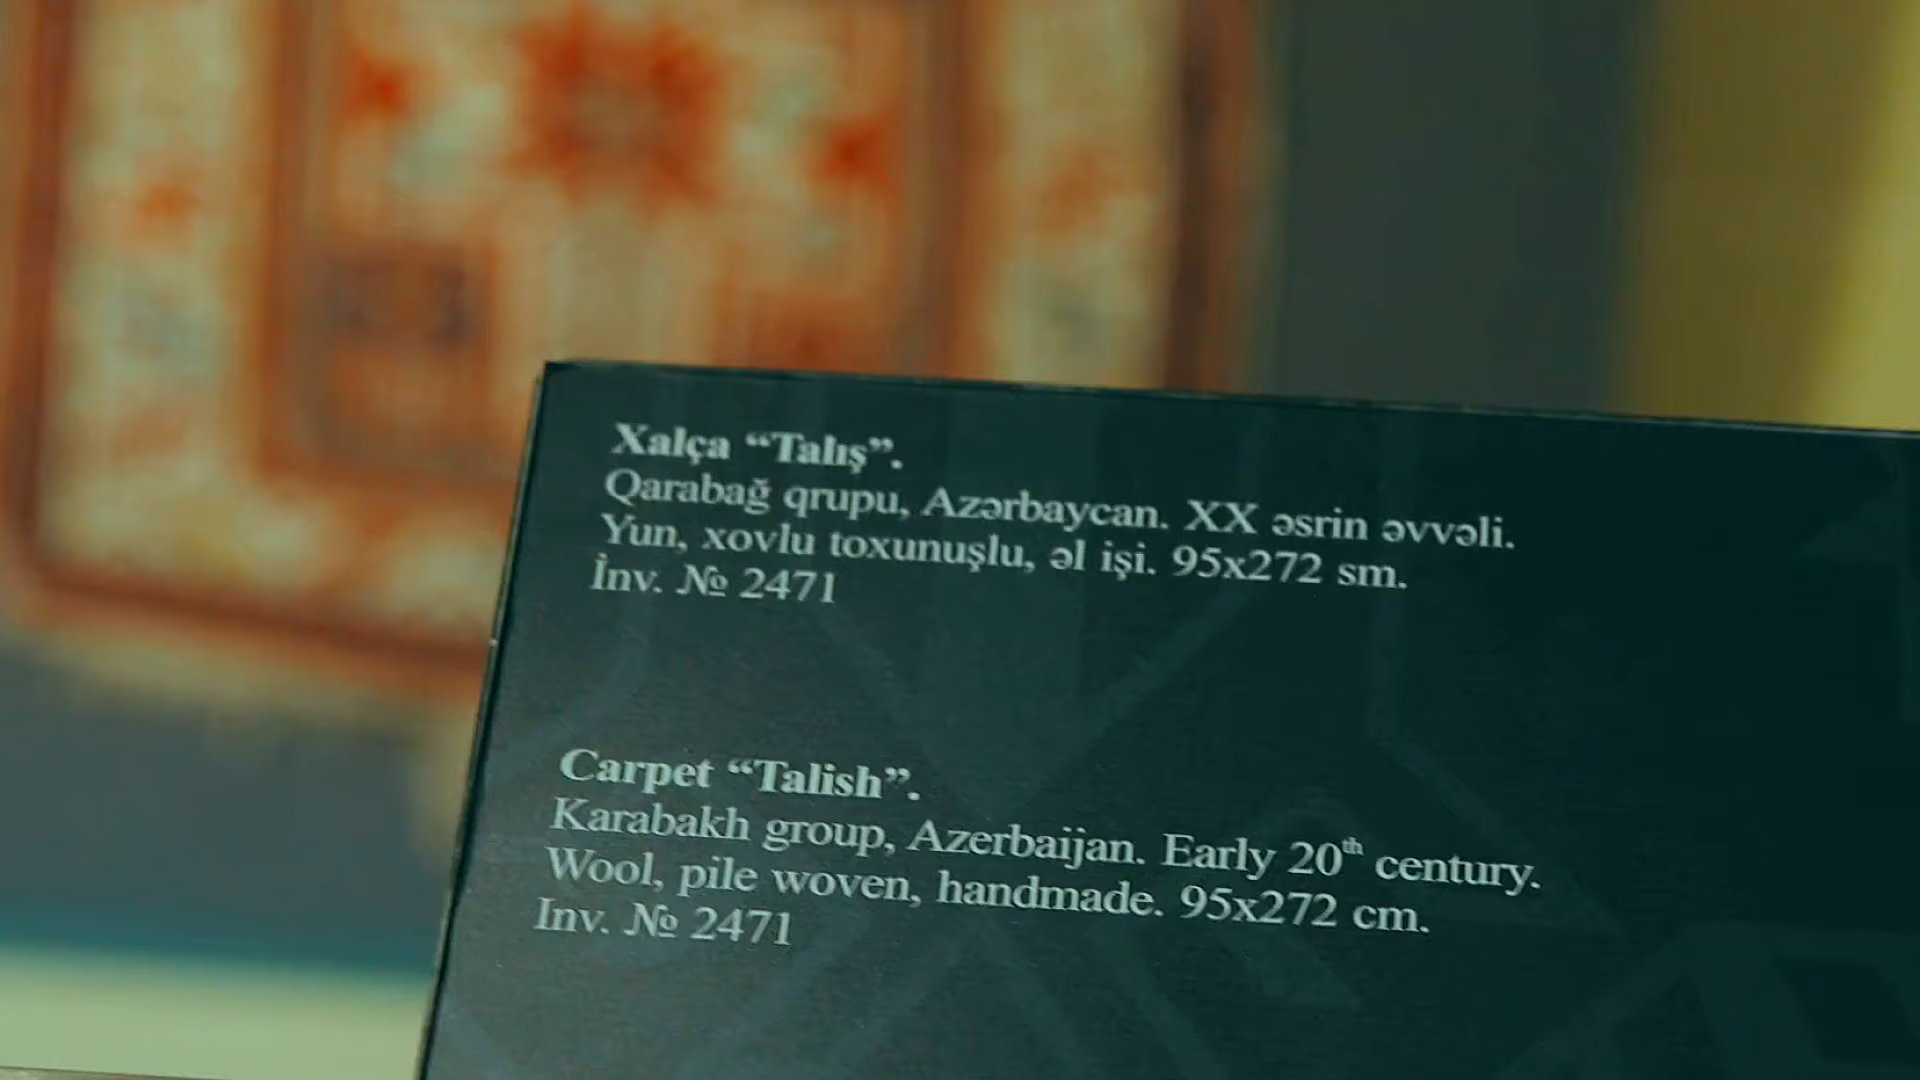 Xalça “Talış”.
Qarabağ qrupu, Azərbaycan. XX əsrin əvvəli.
Yun, xovlu toxunuşlu, əl işi. 95x272 sm.
İnv. № 2471
Carpet “Talish”.
Karabakh group, Azerbaijan. Early 20th century.
Wool, pile woven, handmade. 95x272 cm.
Inv. № 2471